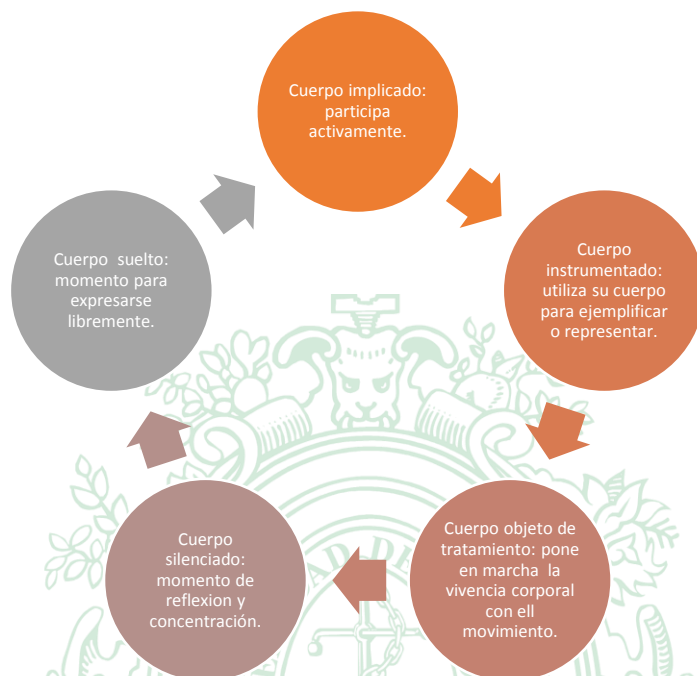 Cuerpo implicado:
participa
activamente.
Cuerpo
instrumentado:
utiliza su cuerpo
para ejemplificar
o representar.
Cuerpo objeto de
tratamiento: pone
en marcha la
vivencia corporal
con ell
movimiento.
Cuerpo
silenciado:
momento de
reflexion y
concentración.
Cuerpo suelto:
momento para
expresarse
libremente.